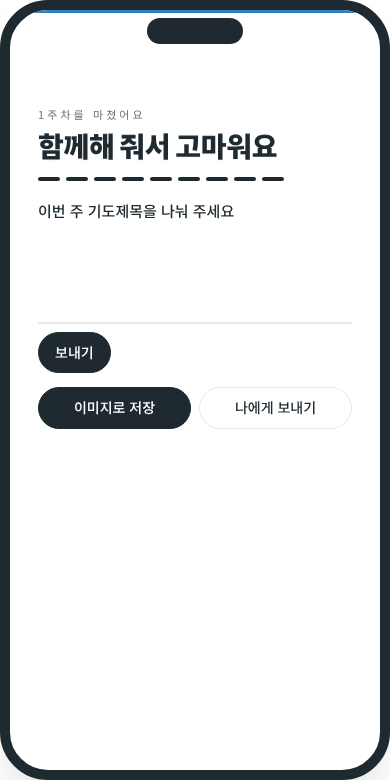 1주차를 마쳤어요
함께해 줘서 고마워요
이번 주 기도제목을 나눠 주세요
보내기
이미지로 저장
나에게 보내기